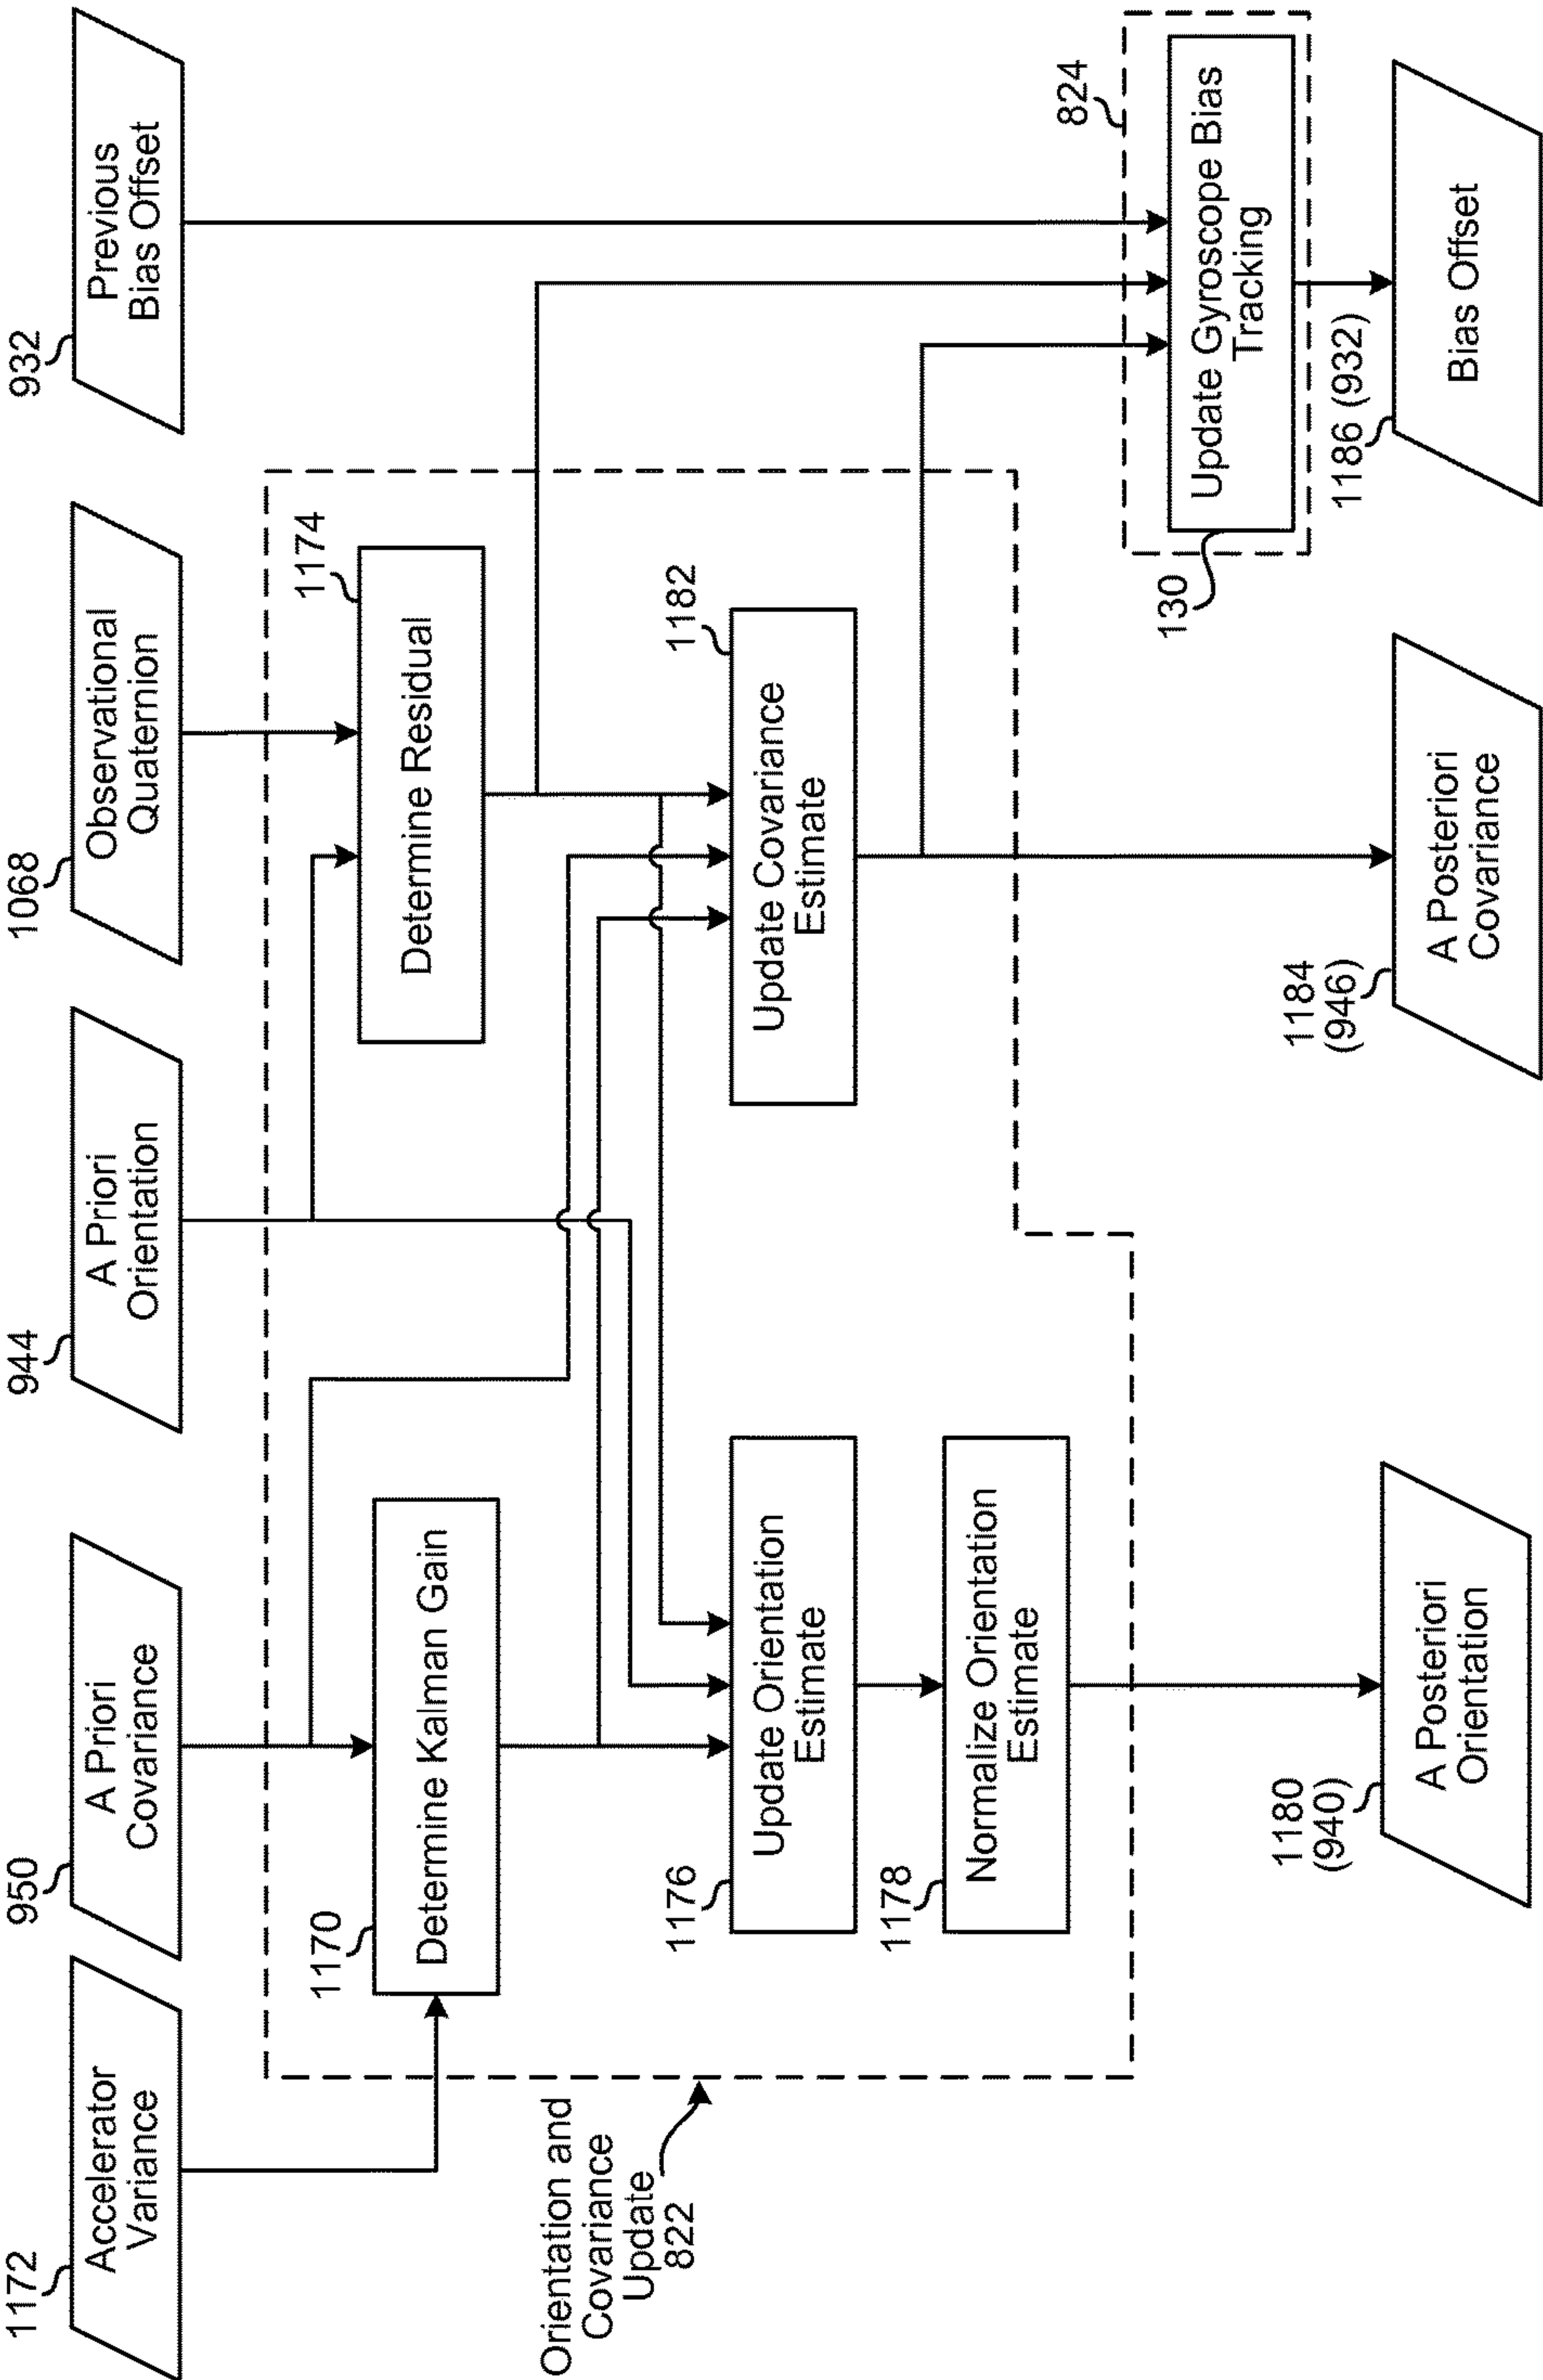 1172
Accelerator
Variance
950
A Priori
Covariance
944
A Priori
Orientation
1068
Observational
Quaternion
932
Previous
Bias Offset
1170
Determine Kalman Gain
1174
Determine Residual
Orientation and
Covariance
Update
822
1176
Update Orientation
Estimate
1182
Update Covariance
Estimate
1178
Normalize Orientation
Estimate
824
130
Update Gyroscope Bias
Tracking
1180
(940)
A Posteriori
Orientation
1184
(946)
A Posteriori
Covariance
1186 (932)
Bias Offset